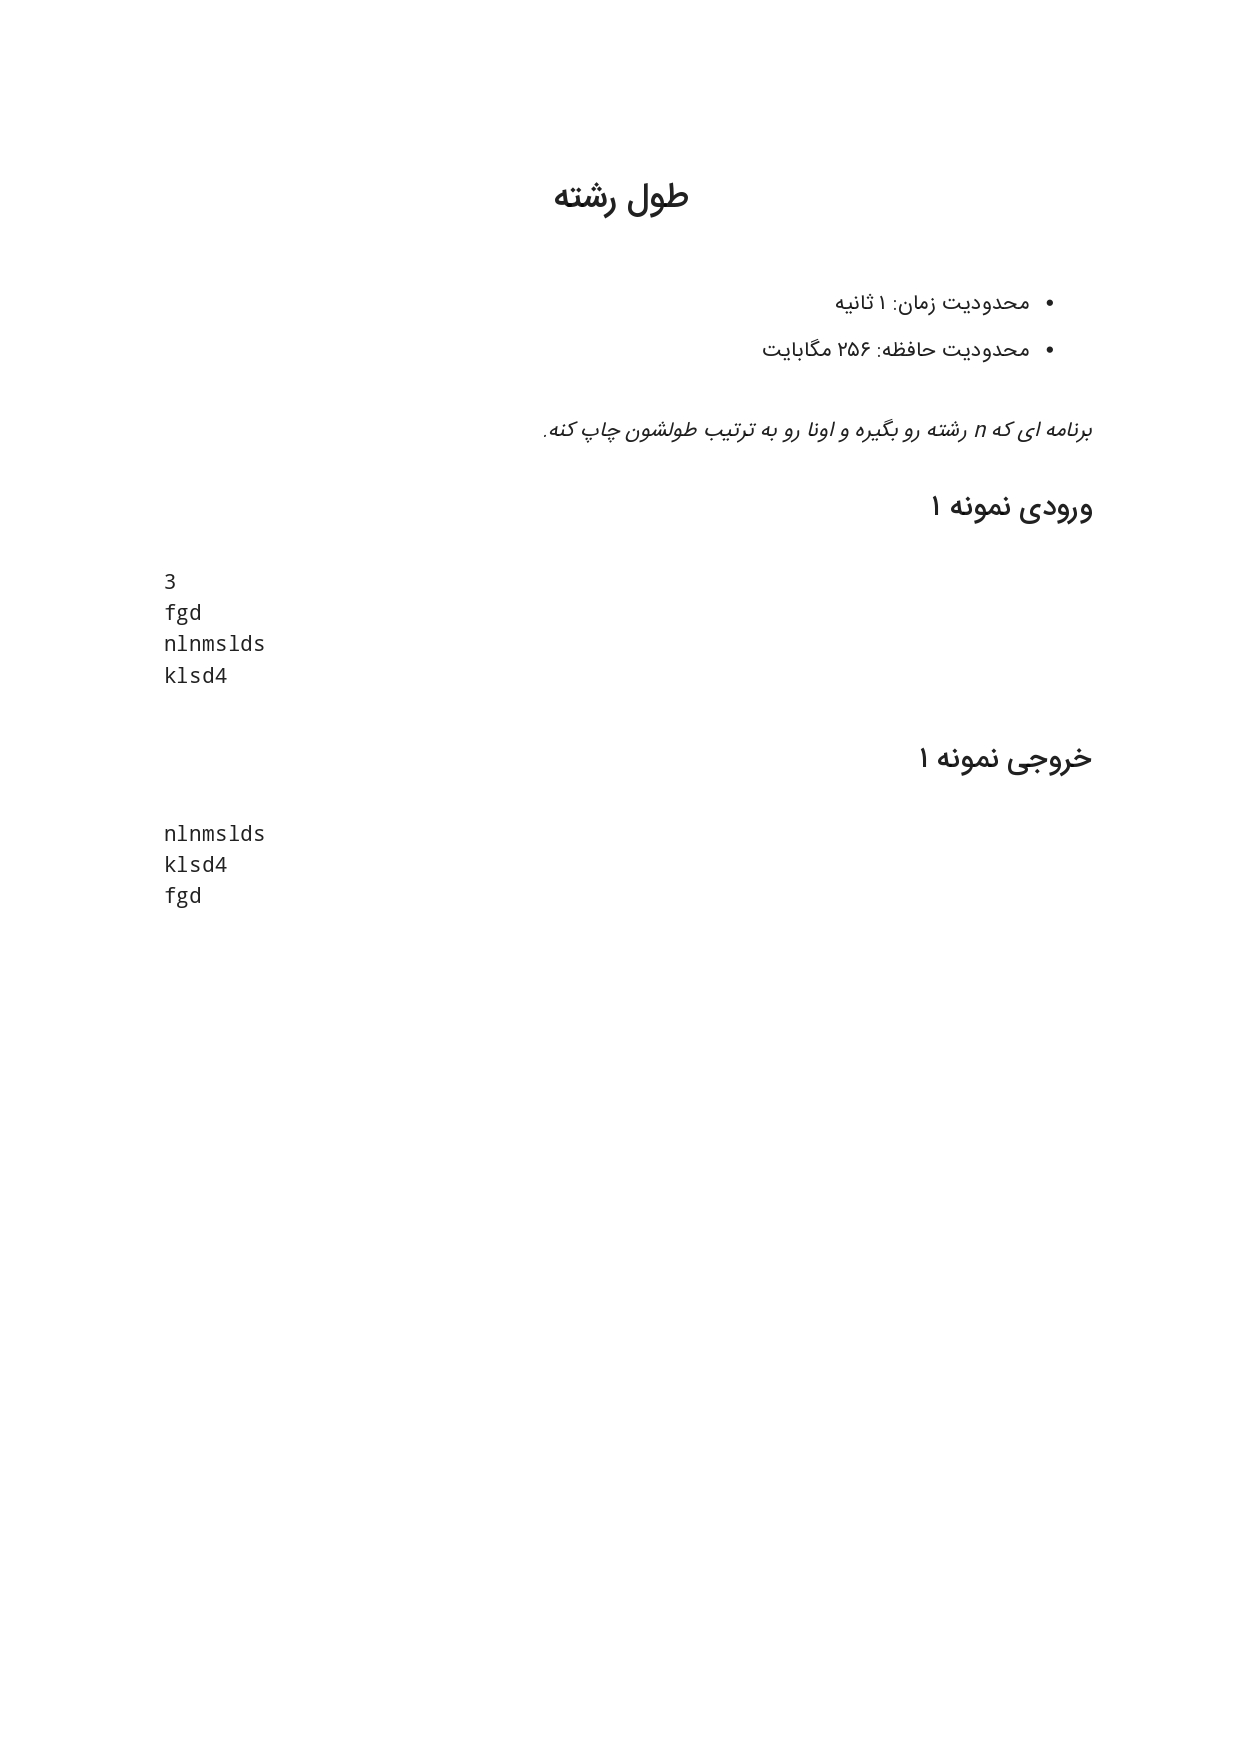 طول رشته
• محدودیت زمان: ۱ ثانیه
• محدودیت حافظه: ۲۵۶ مگابایت
برنامه ای که n رشته رو بگیره و اونا رو به ترتیب طولشون چاپ کنه.
ورودی نمونه ۱
3
fgd
nlnmslds
klsd4
خروجی نمونه ۱
nlnmslds
klsd4
fgd